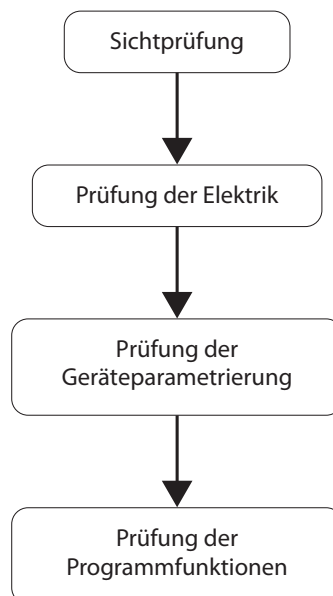 Sichtprüfung
Prüfung der Elektrik
Prüfung der
Geräteparametrierung
Prüfung der
Programmfunktionen